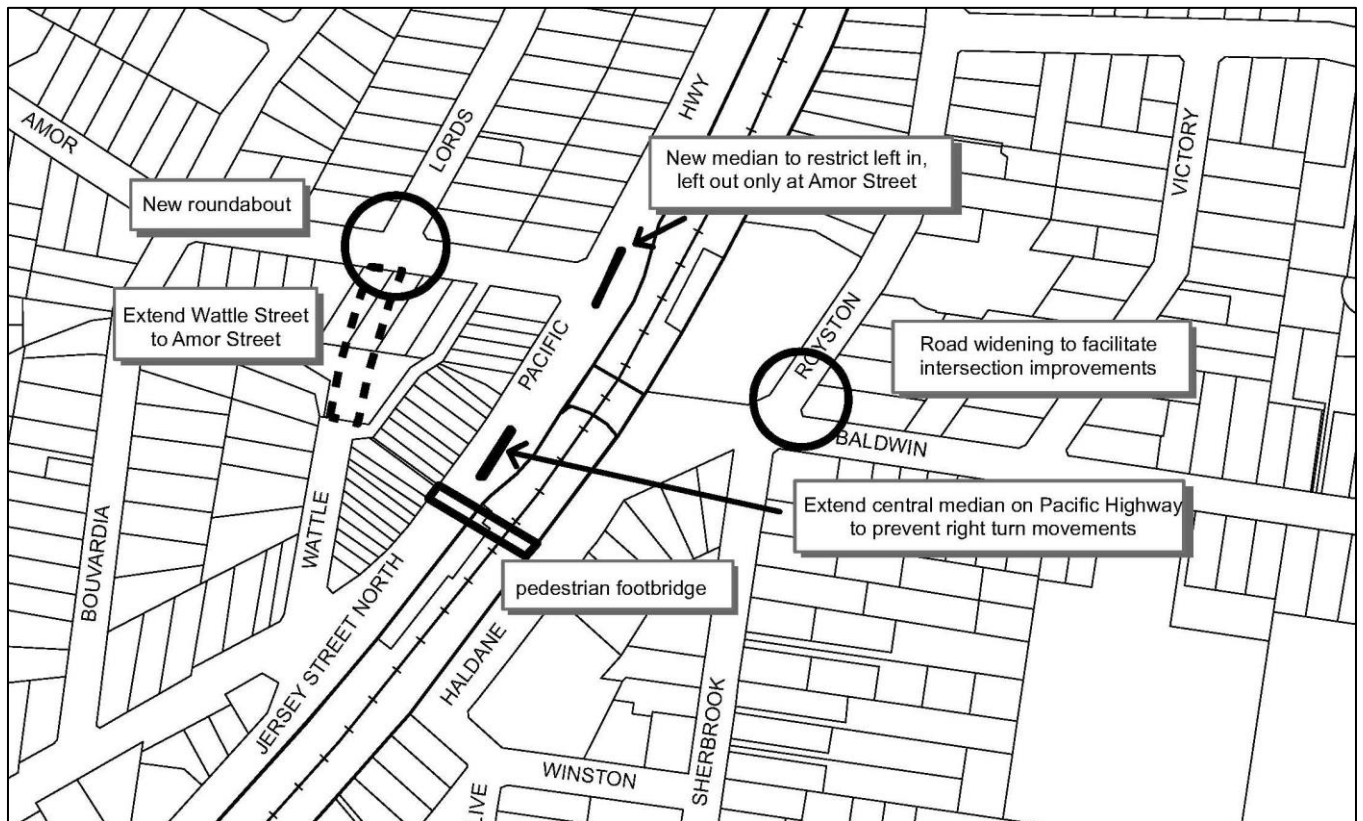 AMOR
LORDS
HWY
VICTORY
New roundabout
New median to restrict left in,
left out only at Amor Street
Extend Wattle Street
to Amor Street
PACIFIC
ROYSTON
Road widening to facilitate
intersection improvements
BALDWIN
WATTLE
BOUVARDIA
Extend central median on Pacific Highway
to prevent right turn movements
pedestrian footbridge
JERSEY STREET NORTH
HALDANE
SHERBROOK
WINSTON
LIVE